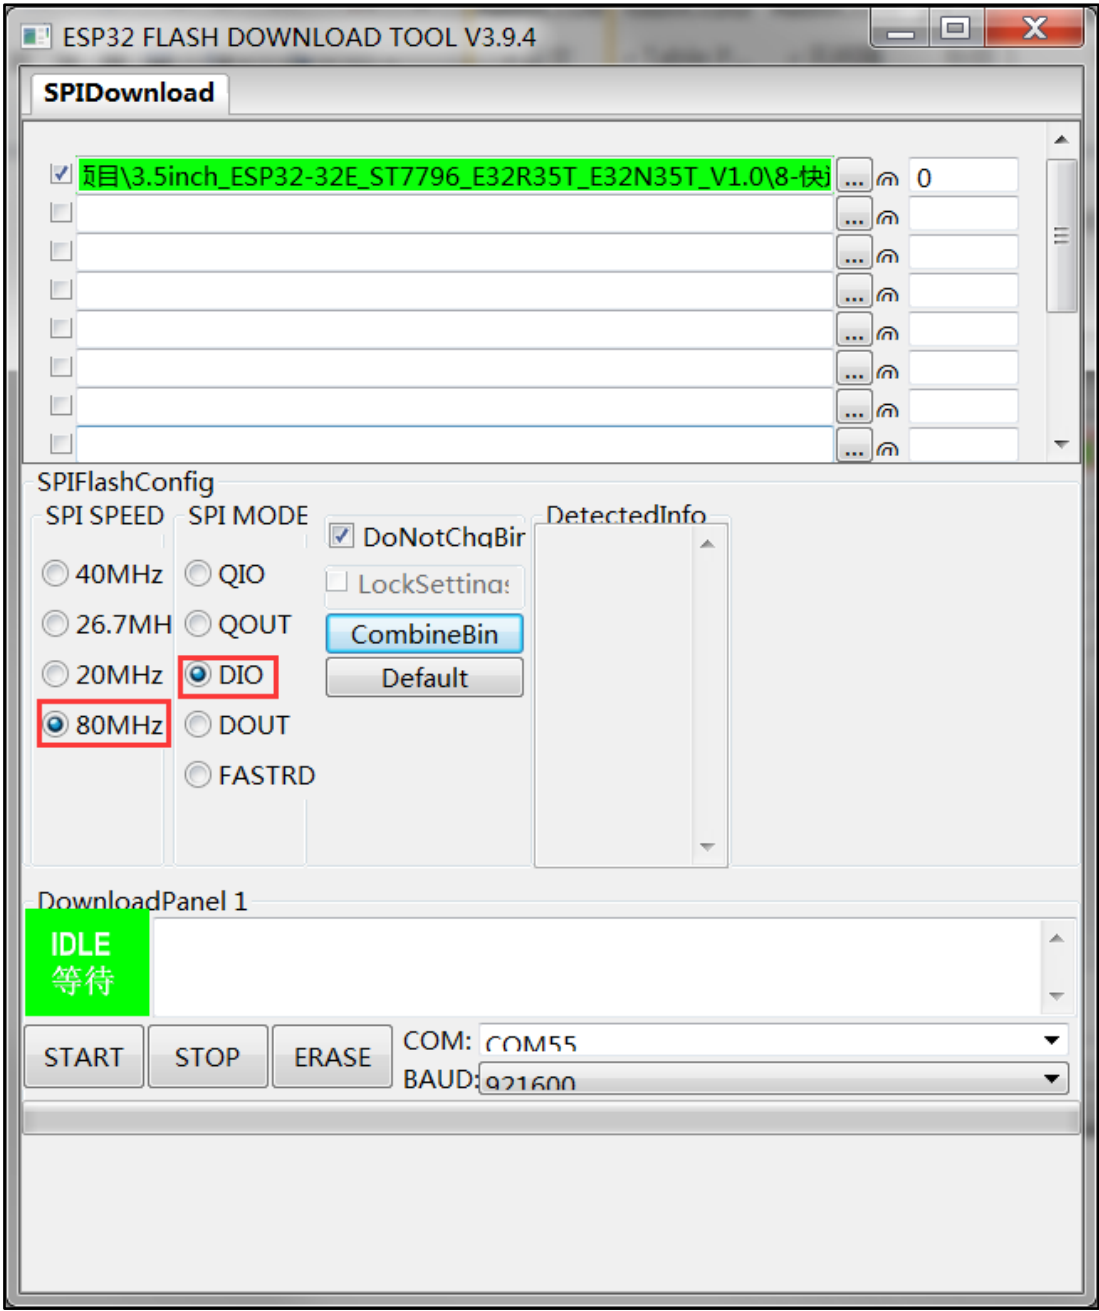 ESP32 FLASH DOWNLOAD TOOL V3.9.4
SPIDownload
项目\3.5inch_ESP32-32E_ST7796_E32R35T_E32N35T_V1.0\8-快 ... @ 0
... @
... @
... @
... @
... @
... @
... @
SPIFlashConfig
SPI SPEED SPI MODE DoNotChgBin DetectedInfo
40MHz QIO LockSettings
26.7MH QOUT CombineBin
20MHz DIO Default
80MHz DOUT
FASTRD
DownloadPanel 1
IDLE
等待
START STOP ERASE COM: COM55
BAUD: 921600